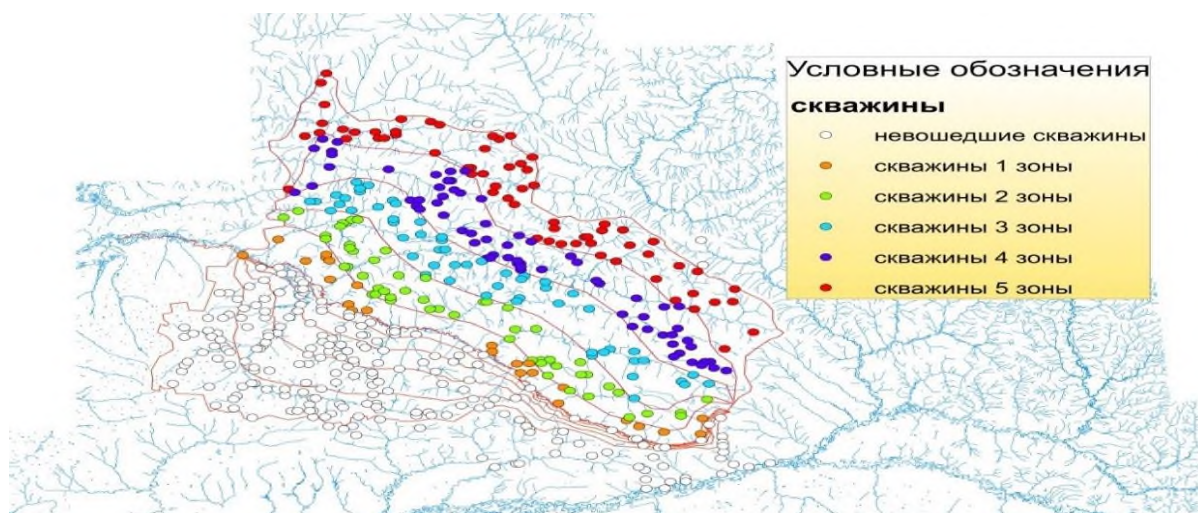 Условные обозначения
скважины
невошедшие скважины
скважины 1 зоны
скважины 2 зоны
скважины 3 зоны
скважины 4 зоны
скважины 5 зоны